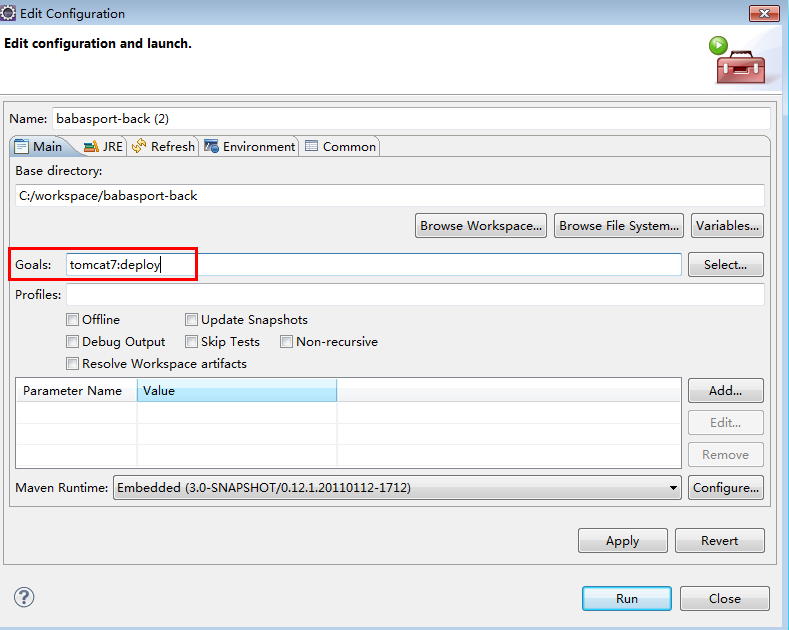 Edit Configuration
Edit configuration and launch.
Name: babasport-back (2)
Main JRE Refresh Environment Common
Base directory:
C:/workspace/babasport-back
Browse Workspace... Browse File System... Variables...
Goals: tomcat7:deploy Select...
Profiles:
Offline Update Snapshots
Debug Output Skip Tests Non-recursive
Resolve Workspace artifacts
Parameter Name Value Add...
Edit...
Remove
Maven Runtime: Embedded (3.0-SNAPSHOT/0.12.1.20110112-1712) Configure...
Apply Revert
? Run Close